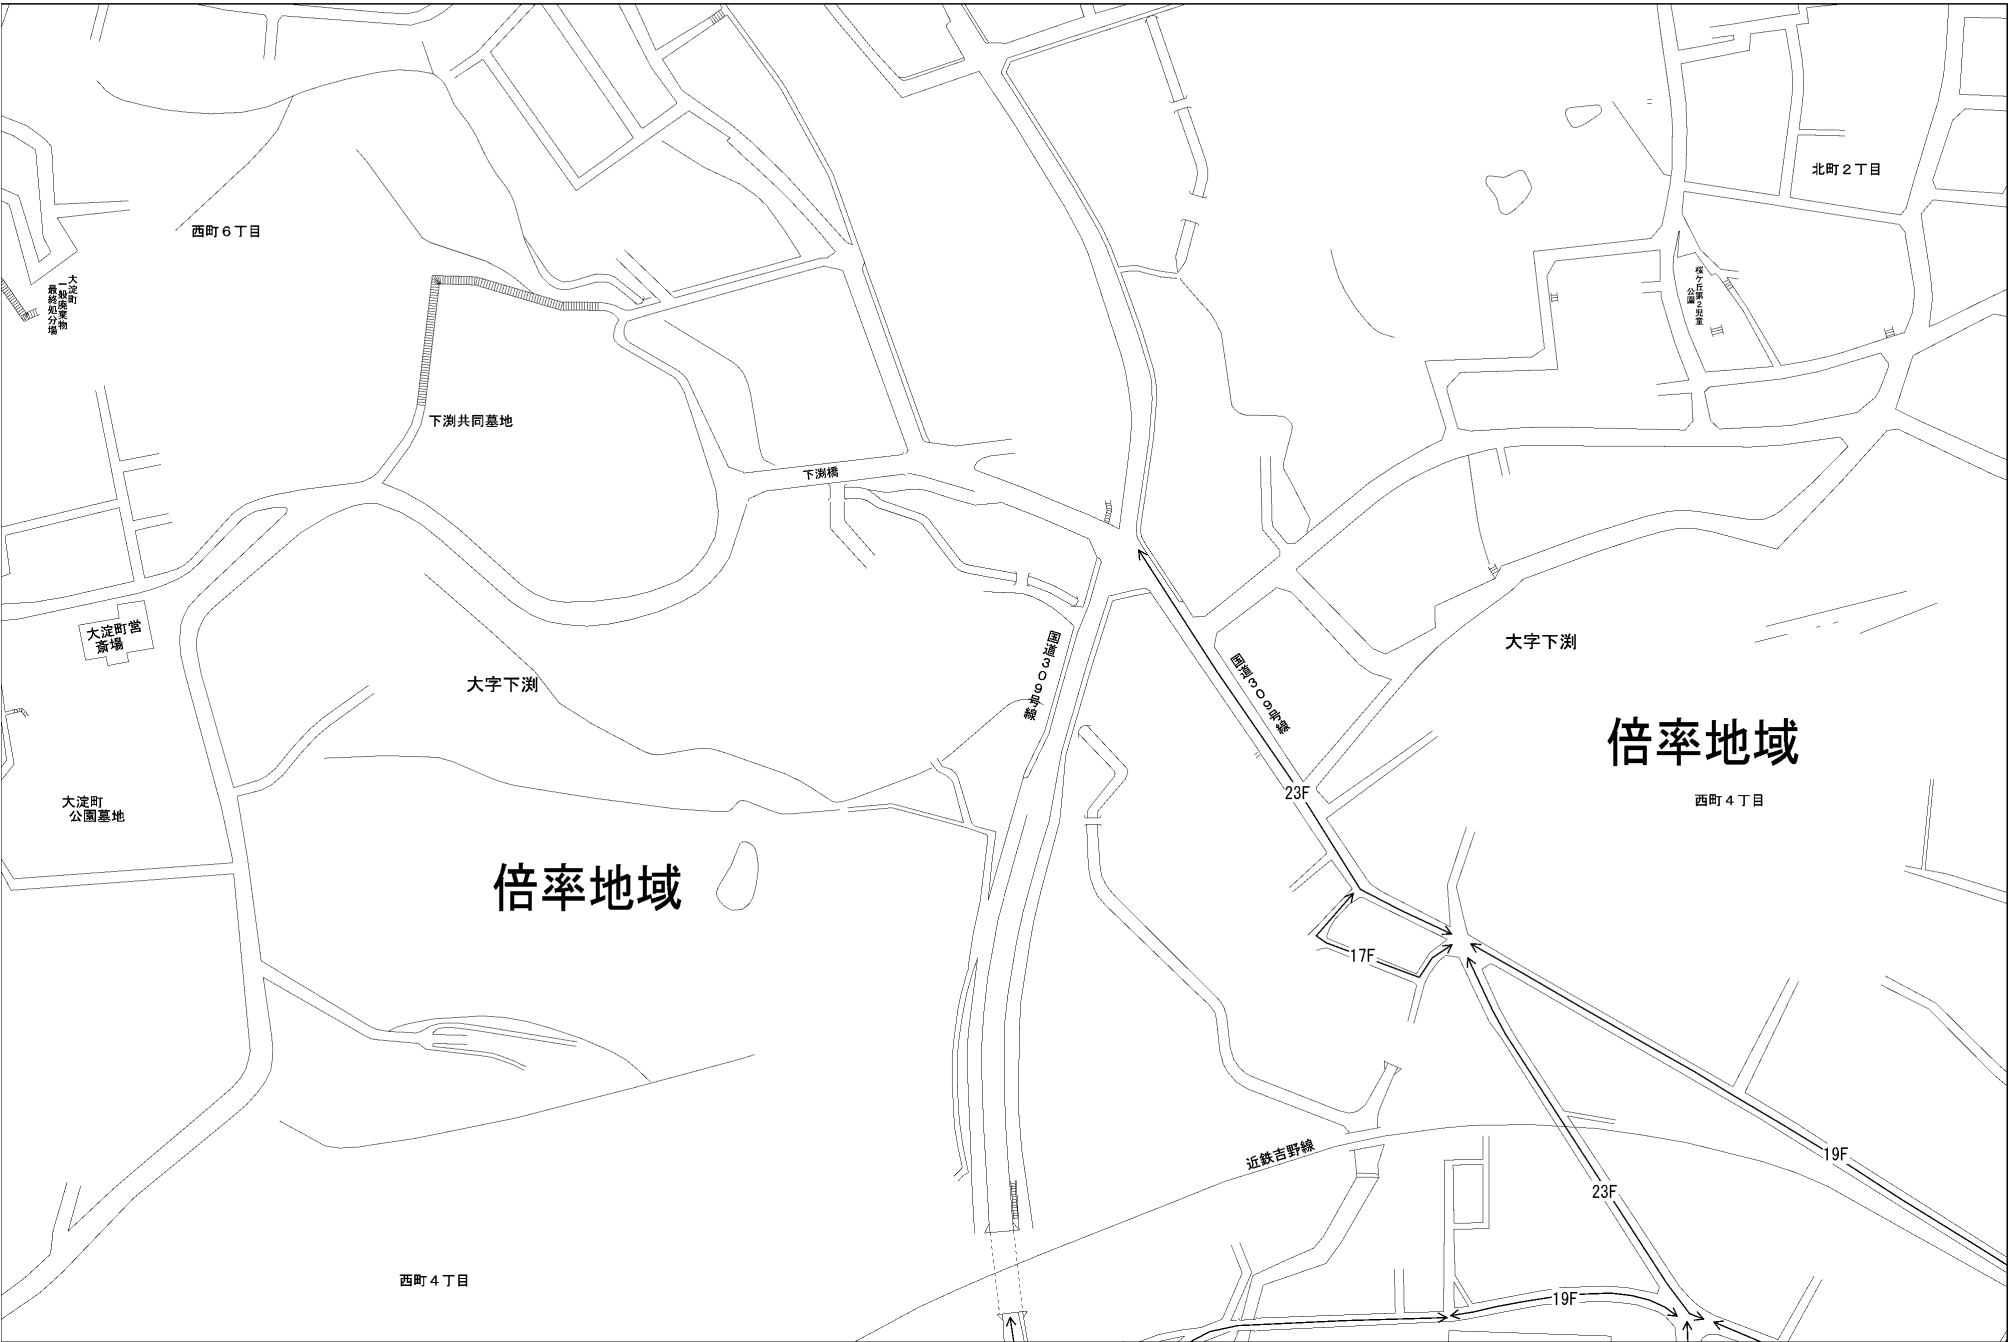 北町２丁目
西町６丁目
大淀町
一般廃棄物
最終処分場
桜ケ丘第２児童
公園
下渕共同墓地
下渕橋
大淀町営
斎場
国道309号線
大字下渕
国道309号線
大字下渕
倍率地域
23F
西町４丁目
大淀町
公園墓地
倍率地域
17F
近鉄吉野線
19F
23F
西町４丁目
19F